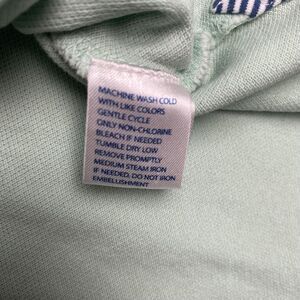 MACHINE WASH COLD
WITH LIKE COLORS
GENTLE CYCLE
ONLY NON-CHLORINE
BLEACH IF NEEDED
TUMBLE DRY LOW
REMOVE PROMPTLY
MEDIUM STEAM IRON
IF NEEDED, DO NOT IRON
EMBELLISHMENT